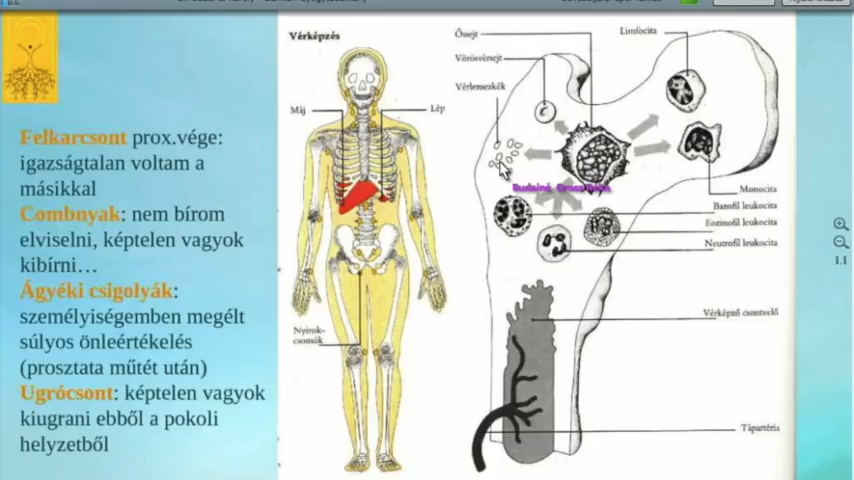 Felkarcsont prox.vége:
igazságtalan voltam a
másikkal
Combnyak: nem bírom
elviselni, képtelen vagyok
kibírni…
Ágyéki csigolyák:
személyiségemben megélt
súlyos önleértékelés
(prosztata műtét után)
Ugrócsont: képtelen vagyok
kiugrani ebből a pokoli
helyzetből
Vérképzés
Máj
Lép
Nyirok-
csomók
Őssejt
Vörösvérsejt
Vérlemezkék
Limfocita
Monocita
Bazofil leukocita
Eozinofil leukocita
Neutrofil leukocita
Vérképző csontvelő
Tápartéria
1:1